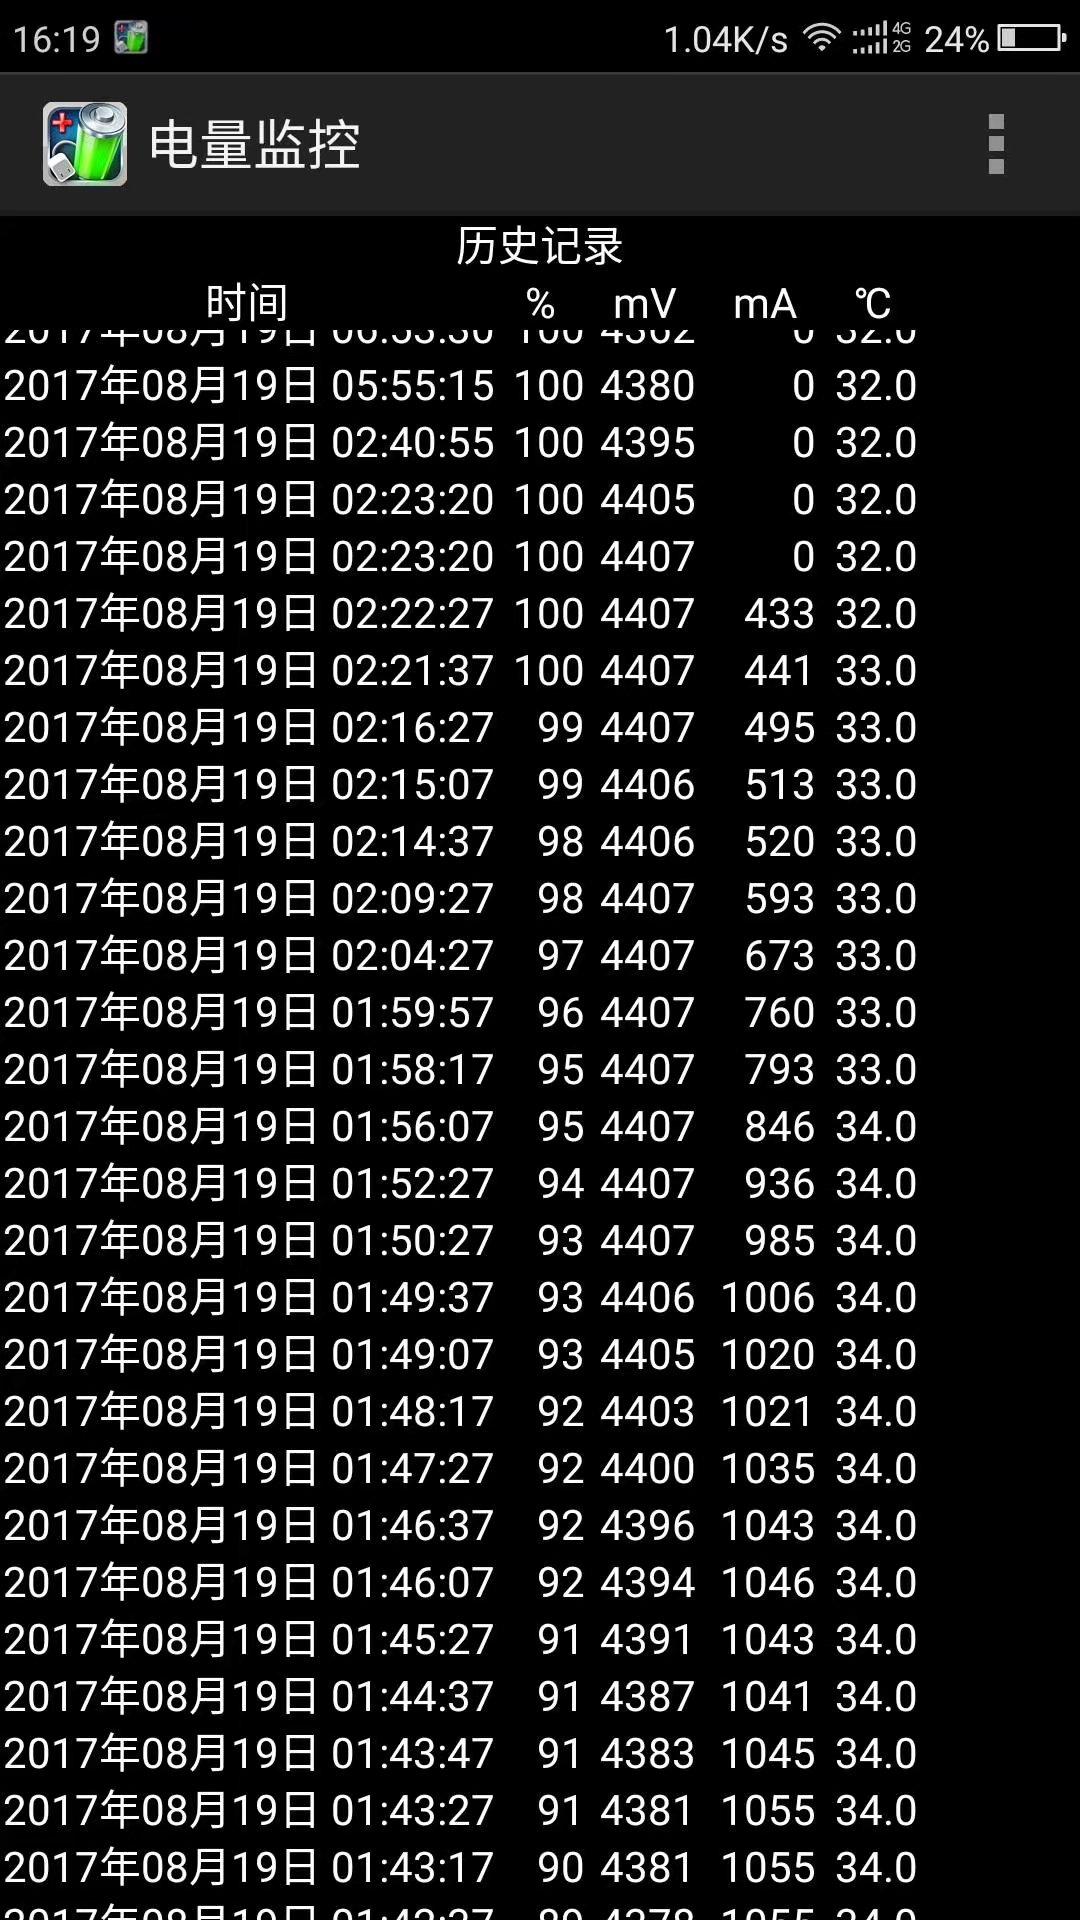 16:19 1.04K/s 4G 2G 24%
电量监控
历史记录
时间 % mV mA ℃
2017年08月19日 05:55:15 100 4380 0 32.0
2017年08月19日 02:40:55 100 4395 0 32.0
2017年08月19日 02:23:20 100 4405 0 32.0
2017年08月19日 02:23:20 100 4407 0 32.0
2017年08月19日 02:22:27 100 4407 433 32.0
2017年08月19日 02:21:37 100 4407 441 33.0
2017年08月19日 02:16:27 99 4407 495 33.0
2017年08月19日 02:15:07 99 4406 513 33.0
2017年08月19日 02:14:37 98 4406 520 33.0
2017年08月19日 02:09:27 98 4407 593 33.0
2017年08月19日 02:04:27 97 4407 673 33.0
2017年08月19日 01:59:57 96 4407 760 33.0
2017年08月19日 01:58:17 95 4407 793 33.0
2017年08月19日 01:56:07 95 4407 846 34.0
2017年08月19日 01:52:27 94 4407 936 34.0
2017年08月19日 01:50:27 93 4407 985 34.0
2017年08月19日 01:49:37 93 4406 1006 34.0
2017年08月19日 01:49:07 93 4405 1020 34.0
2017年08月19日 01:48:17 92 4403 1021 34.0
2017年08月19日 01:47:27 92 4400 1035 34.0
2017年08月19日 01:46:37 92 4396 1043 34.0
2017年08月19日 01:46:07 92 4394 1046 34.0
2017年08月19日 01:45:27 91 4391 1043 34.0
2017年08月19日 01:44:37 91 4387 1041 34.0
2017年08月19日 01:43:47 91 4383 1045 34.0
2017年08月19日 01:43:27 91 4381 1055 34.0
2017年08月19日 01:43:17 90 4381 1055 34.0